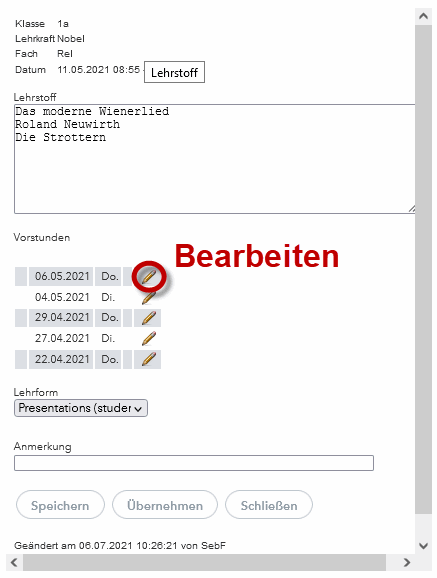 Klasse 1a
Lehrkraft Nobel
Fach Rel
Datum 11.05.2021 08:55 -
Lehrstoff
Lehrstoff
Das moderne Wienerlied
Roland Neuwirth
Die Strottern
Vorstunden
Bearbeiten
06.05.2021 Do.
04.05.2021 Di.
29.04.2021 Do.
27.04.2021 Di.
22.04.2021 Do.
Lehrform
Presentations (studer
Anmerkung
Speichern Übernehmen Schließen
Geändert am 06.07.2021 10:26:21 von SebF